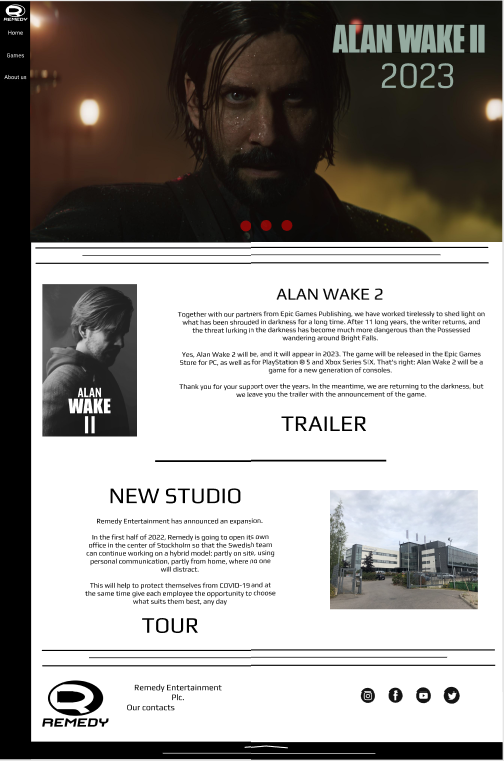 REMEDY
Home
Games
About us
ALAN WAKE II
2023
ALAN WAKE 2
Together with our partners from Epic Games Publishing, we have worked tirelessly to shed light on
what has been shrouded in darkness for a long time. After 11 long years, the writer returns, and
the threat lurking in the darkness has become much more dangerous than the Possessed
wandering around Bright Falls.
Yes, Alan Wake 2 will be, and it will appear in 2023. The game will be released in the Epic Games
Store for PC, as well as for PlayStation ® 5 and Xbox Series S|X. That's right: Alan Wake 2 will be a
game for a new generation of consoles.
Thank you for your support over the years. In the meantime, we are returning to the darkness, but
we leave you the trailer with the announcement of the game.
ALAN
WAKE
II
TRAILER
NEW STUDIO
Remedy Entertainment has announced an expansion.
In the first half of 2022, Remedy is going to open its own
office in the center of Stockholm so that the Swedish team
can continue working on a hybrid model: partly on site, using
personal communication, partly from home, where no one
will distract.
This will help to protect themselves from COVID-19 and at
the same time give each employee the opportunity to choose
what suits them best, any day
TOUR
REMEDY
Remedy Entertainment
Plc.
Our contacts